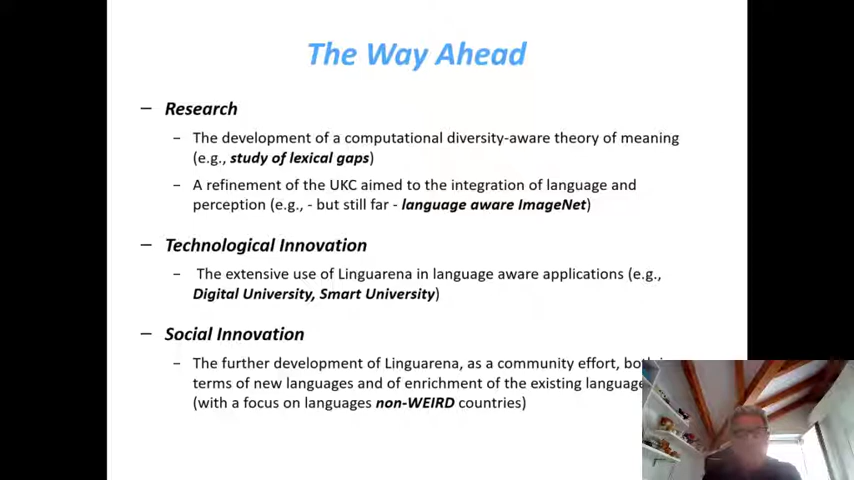 The Way Ahead
– Research
– The development of a computational diversity-aware theory of meaning
(e.g., study of lexical gaps)
– A refinement of the UKC aimed to the integration of language and
perception (e.g., - but still far - language aware ImageNet)
– Technological Innovation
– The extensive use of Linguarena in language aware applications (e.g.,
Digital University, Smart University)
– Social Innovation
– The further development of Linguarena, as a community effort,
terms of new languages and of enrichment of the existing
(with a focus on languages non-WEIRD countries)